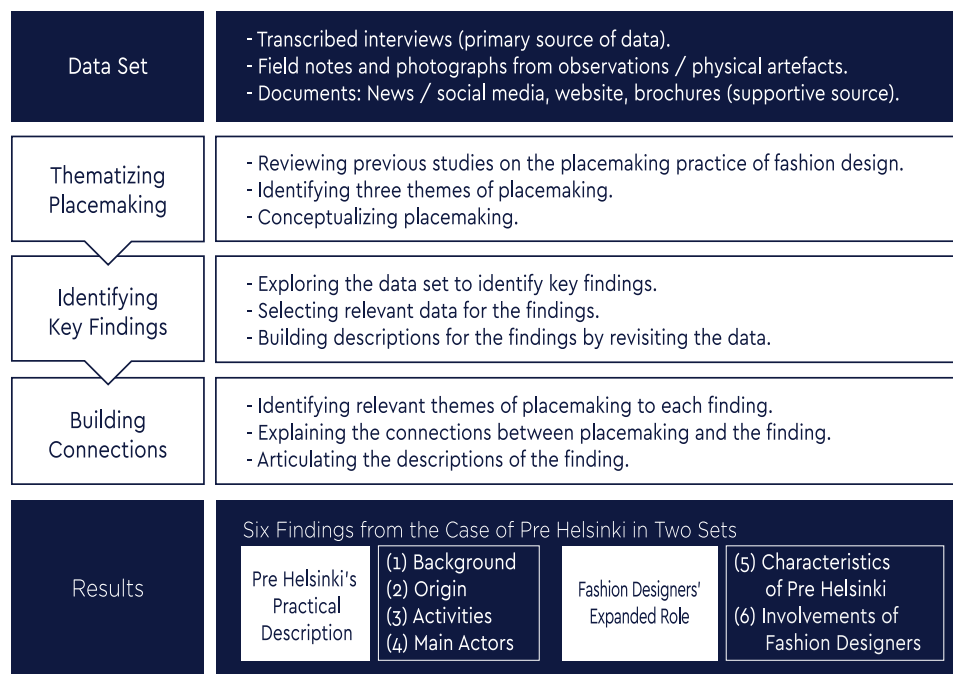 Data Set
- Transcribed interviews (primary source of data).
- Field notes and photographs from observations / physical artefacts.
- Documents: News / social media, website, brochures (supportive source).
Thematizing
Placemaking
- Reviewing previous studies on the placemaking practice of fashion design.
- Identifying three themes of placemaking.
- Conceptualizing placemaking.
Identifying
Key Findings
- Exploring the data set to identify key findings.
- Selecting relevant data for the findings.
- Building descriptions for the findings by revisiting the data.
Building
Connections
- Identifying relevant themes of placemaking to each finding.
- Explaining the connections between placemaking and the finding.
- Articulating the descriptions of the finding.
Results
Six Findings from the Case of Pre Helsinki in Two Sets
Pre Helsinki's
Practical
Description
(1) Background
(2) Origin
(3) Activities
(4) Main Actors
Fashion Designers'
Expanded Role
(5) Characteristics
of Pre Helsinki
(6) Involvements of
Fashion Designers